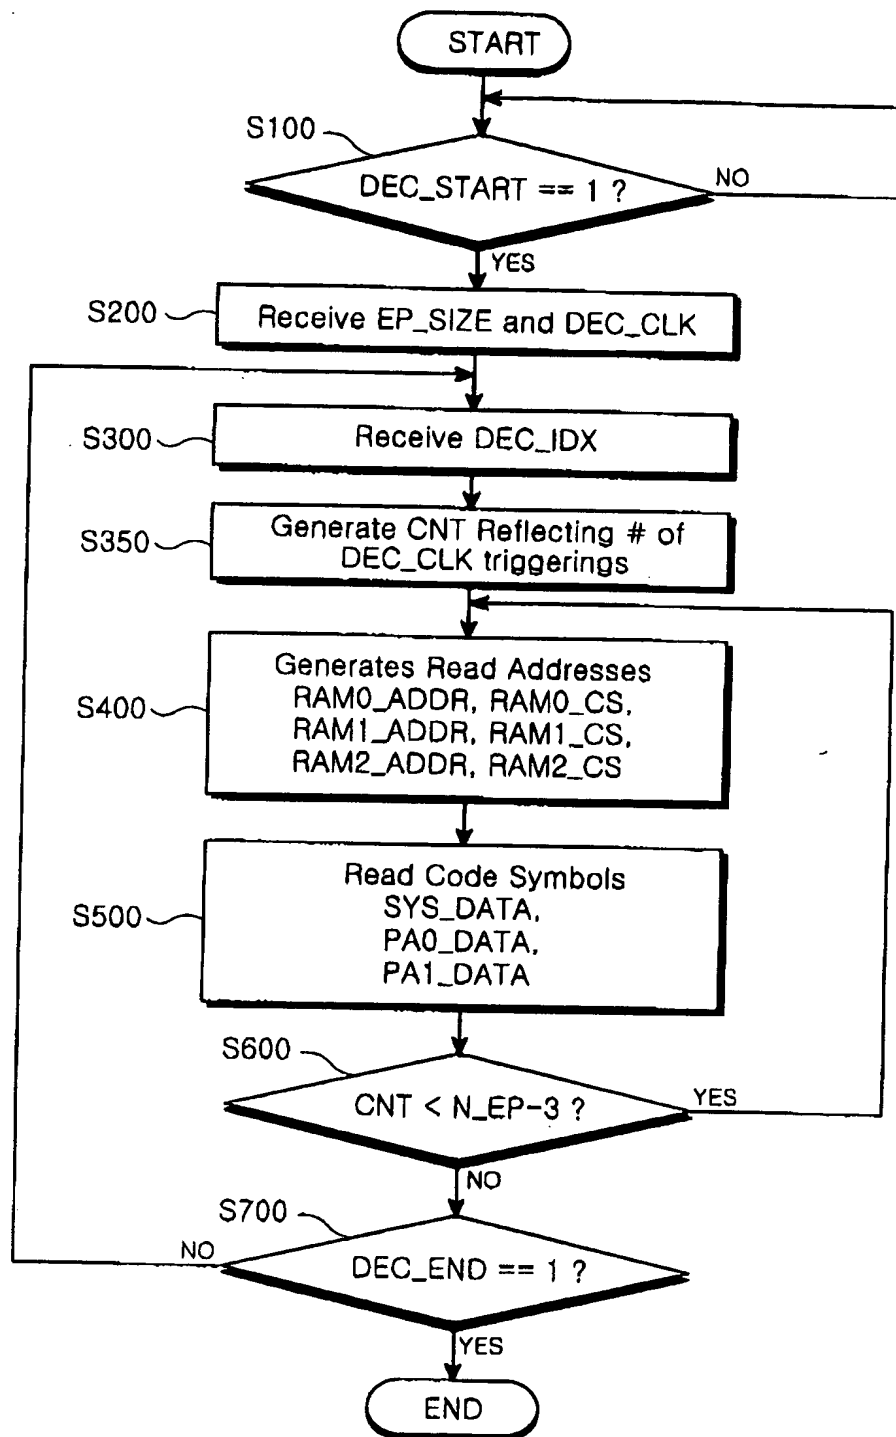 START
S100
DEC_START == 1 ?
NO
YES
S200
Receive EP_SIZE and DEC_CLK
S300
Receive DEC_IDX
S350
Generate CNT Reflecting # of
DEC_CLK triggerings
S400
Generates Read Addresses
RAM0_ADDR, RAM0_CS,
RAM1_ADDR, RAM1_CS,
RAM2_ADDR, RAM2_CS
S500
Read Code Symbols
SYS_DATA,
PA0_DATA,
PA1_DATA
S600
CNT < N_EP-3 ?
YES
NO
S700
NO
DEC_END == 1 ?
YES
END